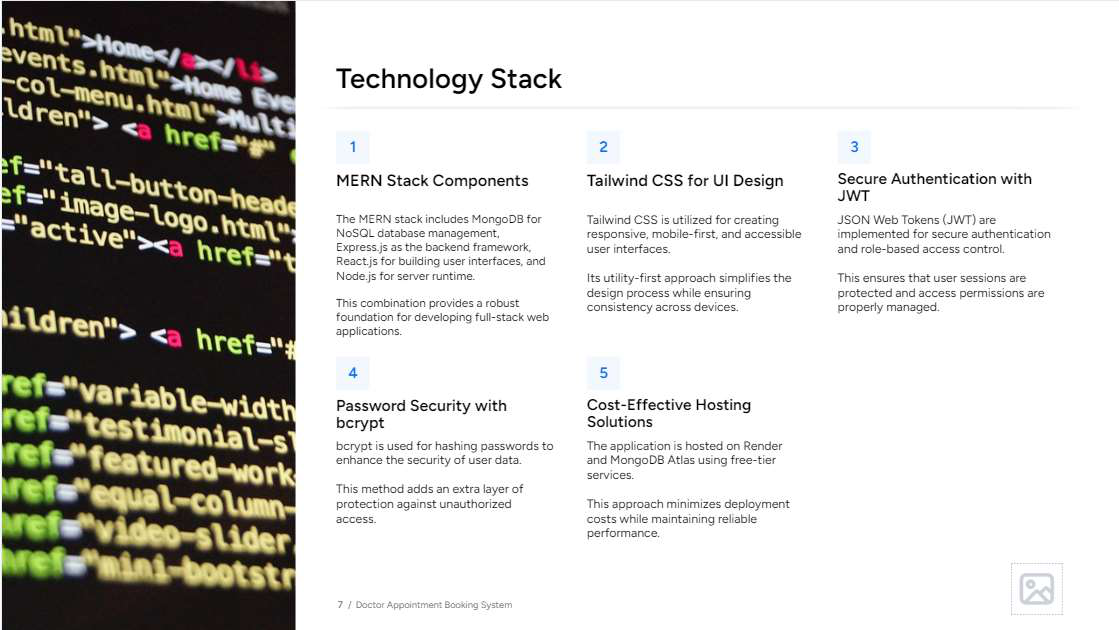 .html">Home</a></li>
events.html">Home Eve
-col-menu.html">Multi
ildren"> <a href="#"
ef="tall-button-heade
ef="image-logo.html"
="active"><a href="t
hildren"> <a href="#
ref="variable-width
ref="testimonial-sl
ref="featured-work
ref="equal-column-
ref="video-slider
href="mini-bootstr
Technology Stack
1
MERN Stack Components
The MERN stack includes MongoDB for
NoSQL database management,
Express.js as the backend framework,
React.js for building user interfaces, and
Node.js for server runtime.
This combination provides a robust
foundation for developing full-stack web
applications.
2
Tailwind CSS for UI Design
Tailwind CSS is utilized for creating
responsive, mobile-first, and accessible
user interfaces.
Its utility-first approach simplifies the
design process while ensuring
consistency across devices.
3
Secure Authentication with
JWT
JSON Web Tokens (JWT) are
implemented for secure authentication
and role-based access control.
This ensures that user sessions are
protected and access permissions are
properly managed.
4
Password Security with
bcrypt
bcrypt is used for hashing passwords to
enhance the security of user data.
This method adds an extra layer of
protection against unauthorized
access.
5
Cost-Effective Hosting
Solutions
The application is hosted on Render
and MongoDB Atlas using free-tier
services.
This approach minimizes deployment
costs while maintaining reliable
performance.
7 / Doctor Appointment Booking System